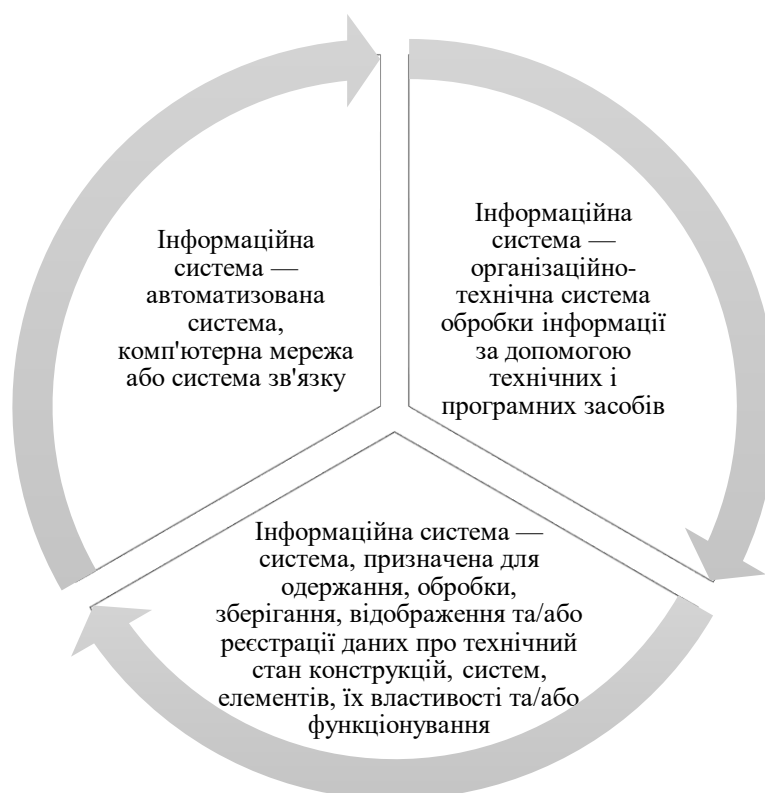 Інформаційна
система —
автоматизована
система,
комп'ютерна мережа
або система зв'язку
Інформаційна
система —
організаційно-
технічна система
обробки інформації
за допомогою
технічних і
програмних засобів
Інформаційна система —
система, призначена для
одержання, обробки,
зберігання, відображення та/або
реєстрації даних про технічний
стан конструкцій, систем,
елементів, їх властивості та/або
функціонування